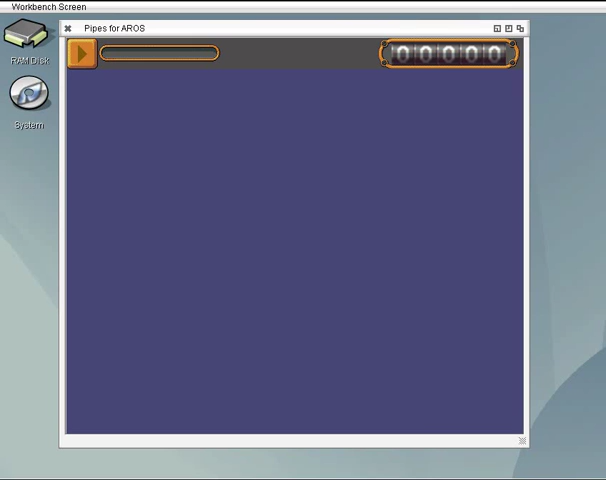 Workbench Screen
Pipes for AROS
00000
RAM Disk
System